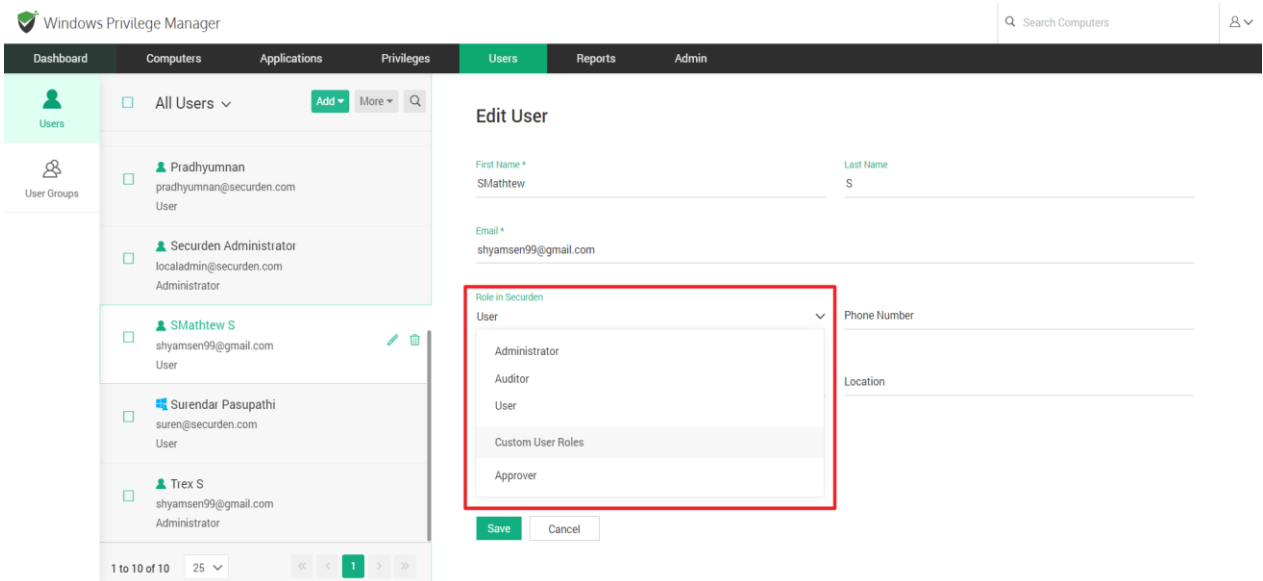 Windows Privilege Manager
Search Computers
Dashboard Computers Applications Privileges Users Reports Admin
Users
User Groups
All Users
Add
More
Pradhyumnan
pradhyumnan@securden.com
User
Securden Administrator
localadmin@securden.com
Administrator
SMathtew S
shyamsen99@gmail.com
User
Surendar Pasupathi
suren@securden.com
User
Trex S
shyamsen99@gmail.com
Administrator
1 to 10 of 10
25
« < 1 > »
Edit User
First Name *
SMathtew
Last Name
S
Email *
shyamsen99@gmail.com
Role in Securden
User
Administrator
Auditor
User
Custom User Roles
Approver
Phone Number
Location
Save
Cancel